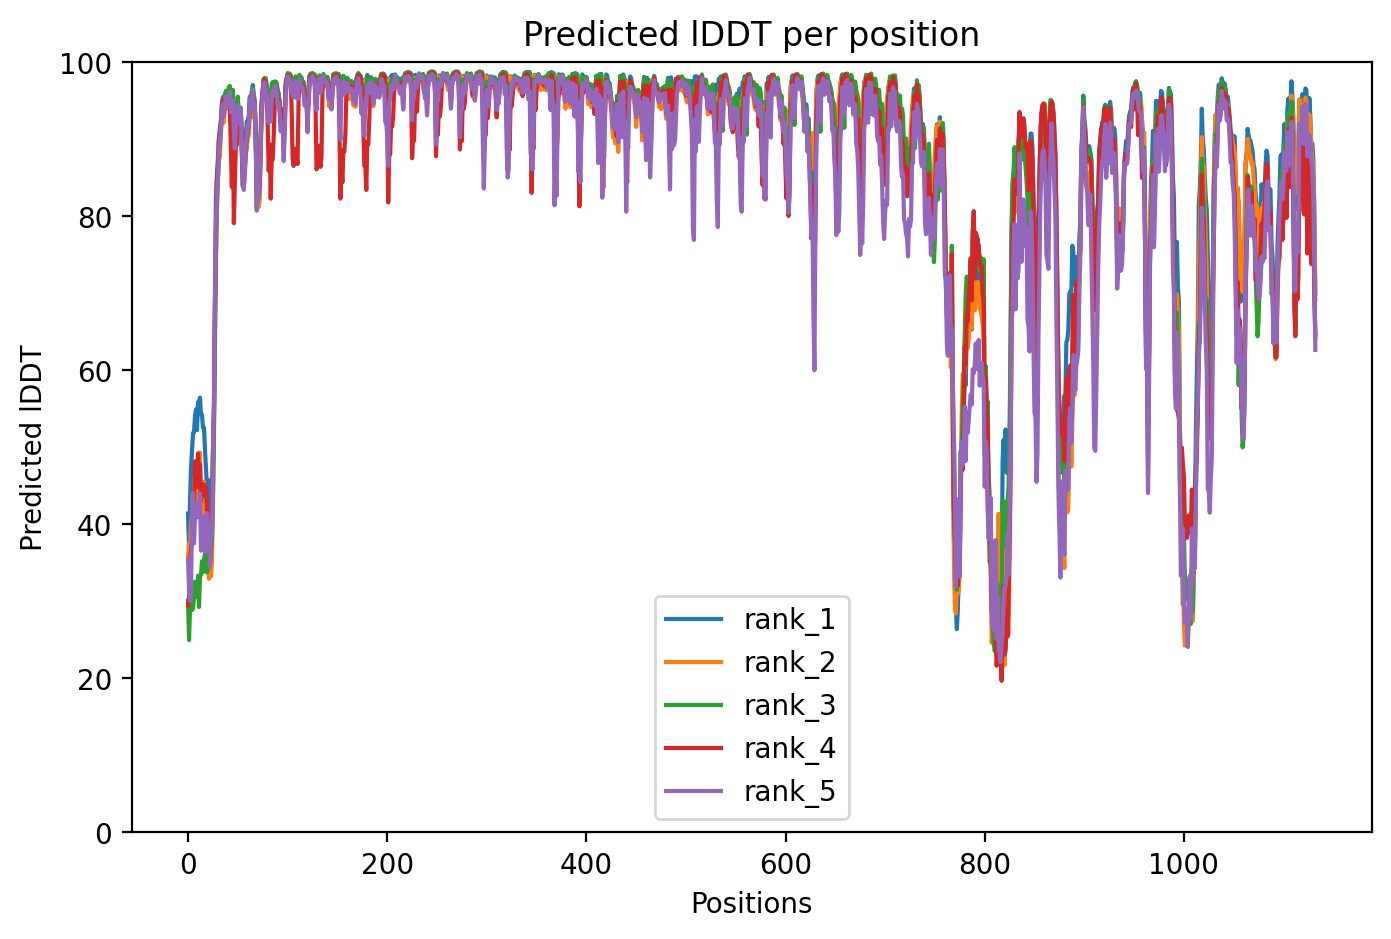 Predicted lDDT per position
100
80
60
40
20
0
Predicted lDDT
0 200 400 600 800 1000
Positions
rank_1
rank_2
rank_3
rank_4
rank_5